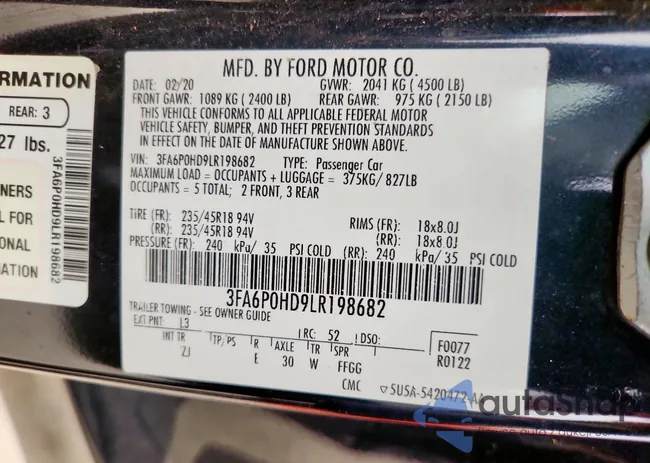 RMATION
REAR: 3
27 lbs.
NERS
L FOR
ONAL
ATION
3FA6P0HD9LR198682
MFD. BY FORD MOTOR CO.
DATE: 02/20 GVWR: 2041 KG (4500 LB)
FRONT GAWR: 1089 KG (2400 LB) REAR GAWR: 975 KG (2150 LB)
THIS VEHICLE CONFORMS TO ALL APPLICABLE FEDERAL MOTOR
VEHICLE SAFETY, BUMPER, AND THEFT PREVENTION STANDARDS
IN EFFECT ON THE DATE OF MANUFACTURE SHOWN ABOVE.
VIN: 3FA6P0HD9LR198682 TYPE: Passenger Car
MAXIMUM LOAD = OCCUPANTS + LUGGAGE = 375KG/ 827LB
OCCUPANTS = 5 TOTAL; 2 FRONT, 3 REAR
TIRE (FR): 235/45R18 94V RIMS (FR): 18x8.0J
(RR): 235/45R18 94V (RR): 18x8.0J
PRESSURE (FR): 240 kPa/ 35 PSI COLD (RR): 240 kPa/ 35 PSI COLD
3FA6P0HD9LR198682
TRAILER TOWING - SEE OWNER GUIDE
EXT PNT: L3 RC: 52 DSO: F0077
INT TR TP/PS R AXLE TR SPR R0122
2J E 30 W FFGG
CMC 5U5A-5420472-AA
autoShop